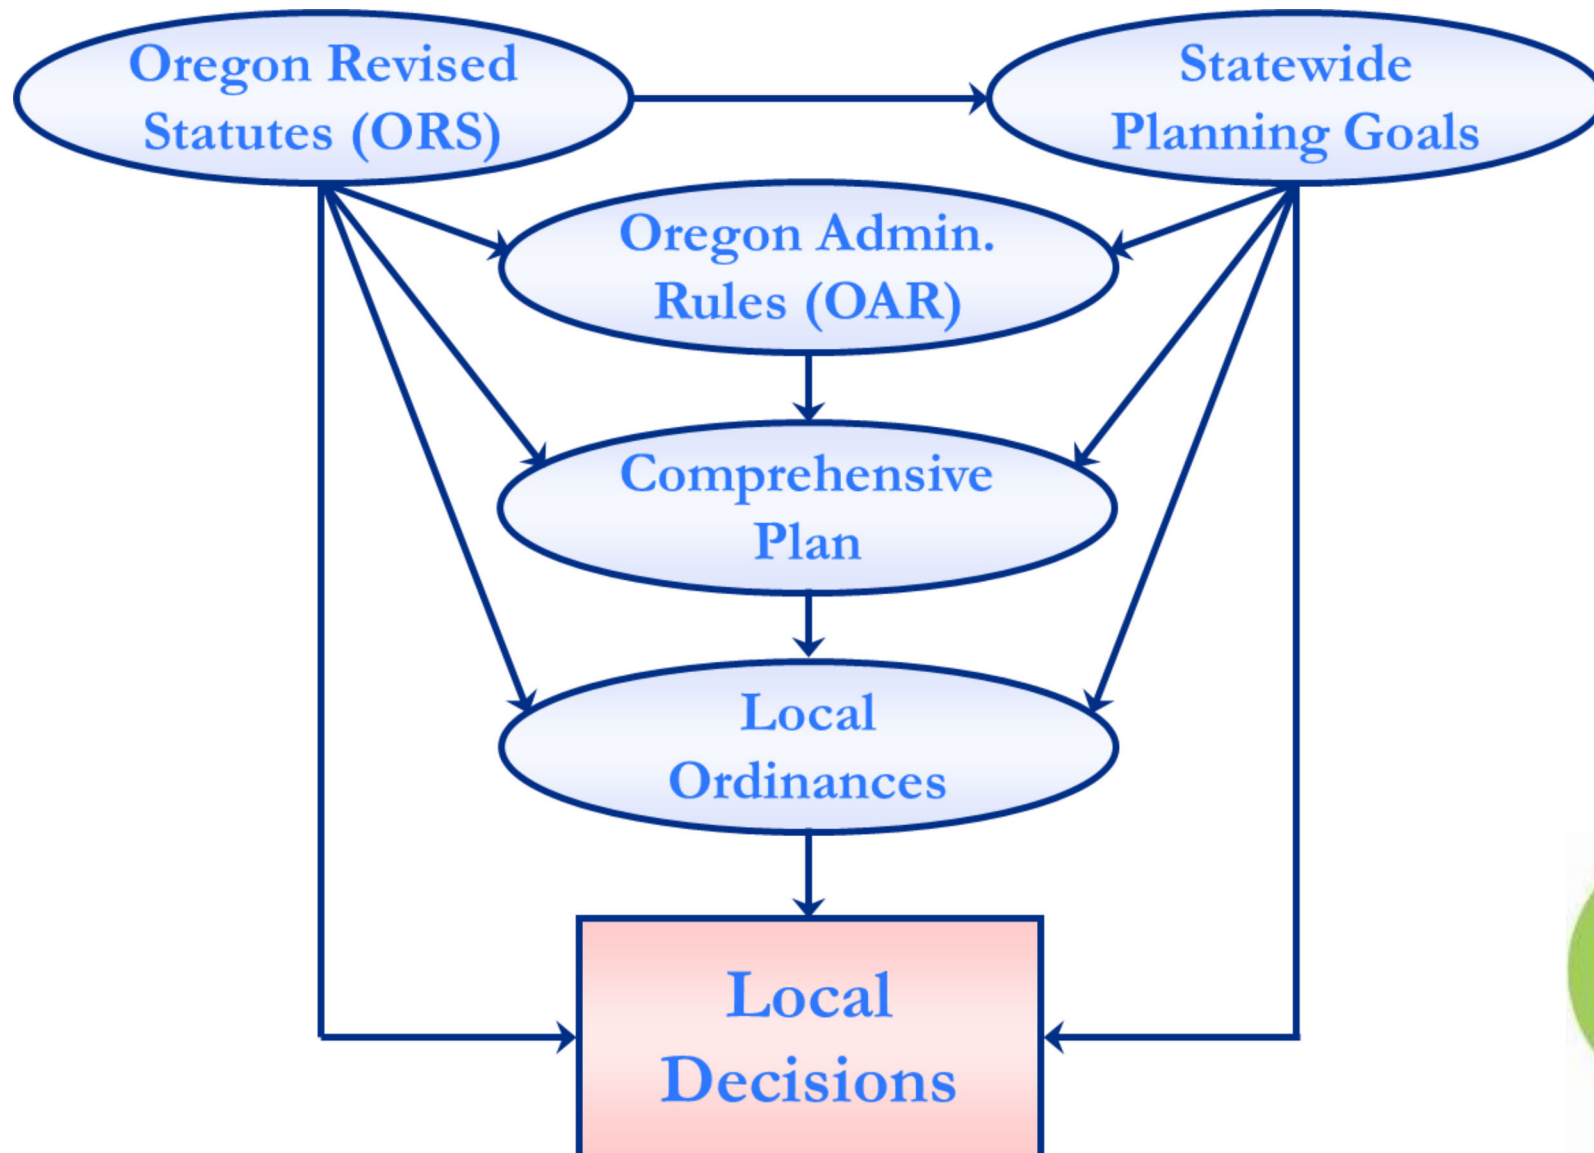 Oregon Revised
Statutes (ORS)
Statewide
Planning Goals
Oregon Admin.
Rules (OAR)
Comprehensive
Plan
Local
Ordinances
Local
Decisions